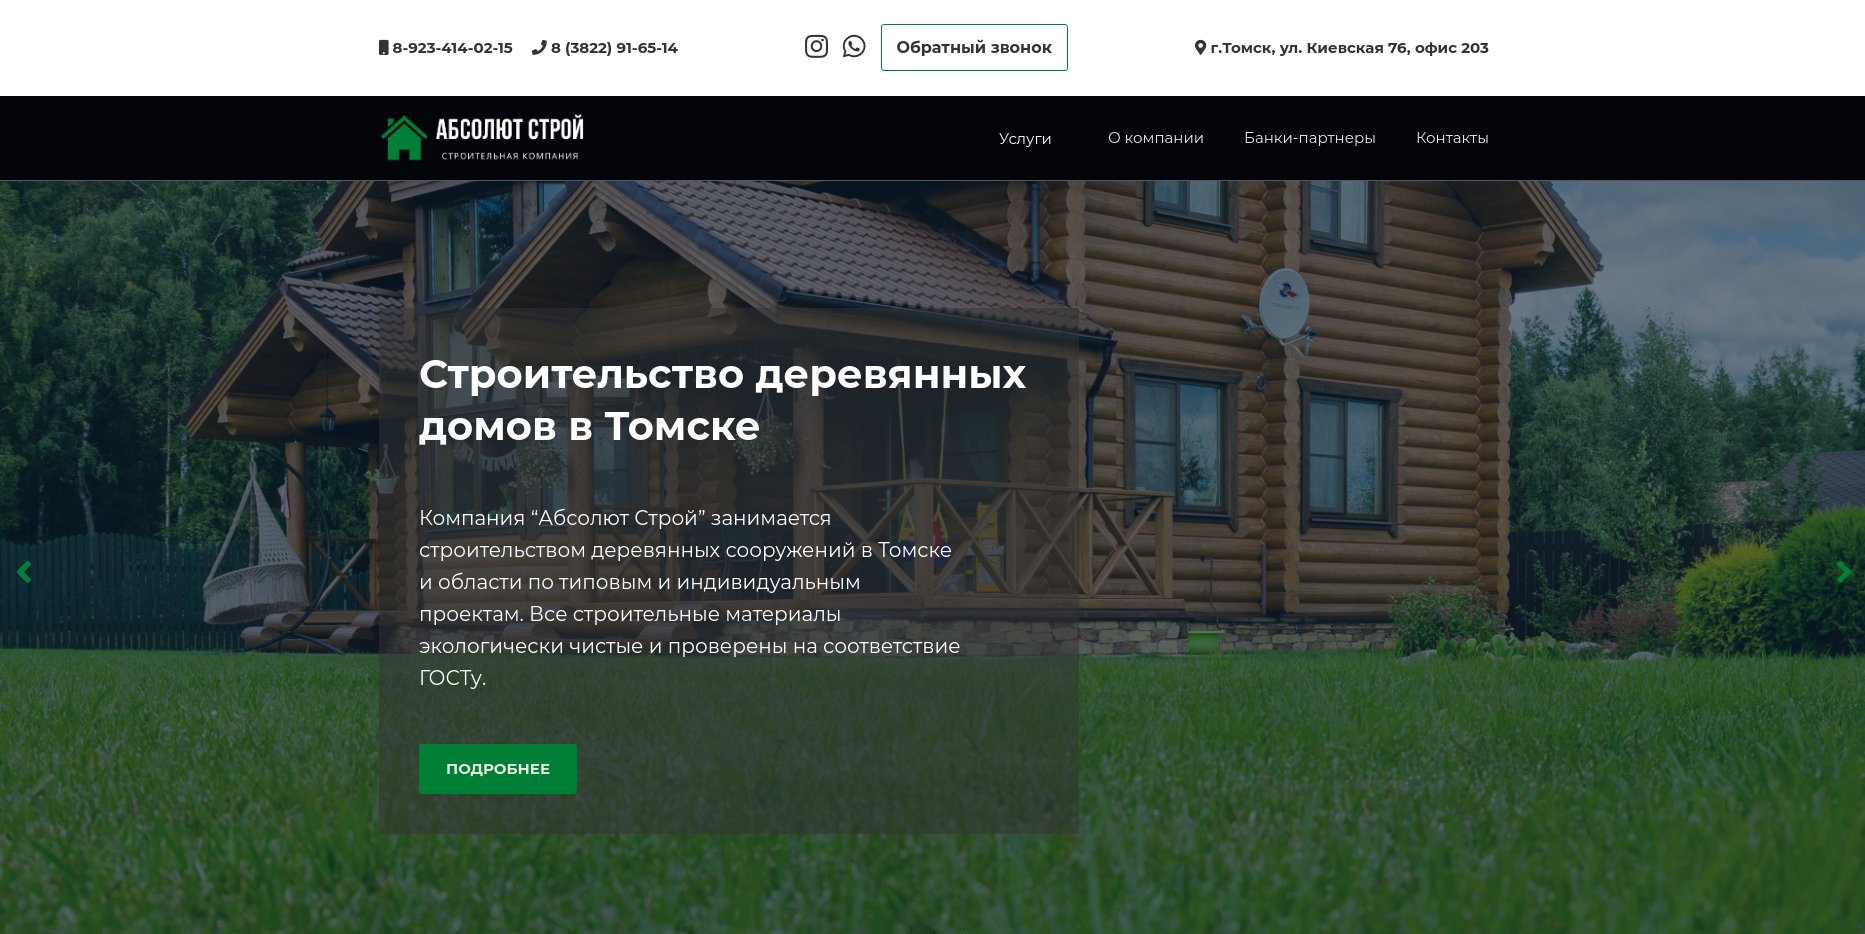 8-923-414-02-15 8 (3822) 91-65-14 Обратный звонок г.Томск, ул. Киевская 76, офис 203
АБСОЛЮТ СТРОЙ
СТРОИТЕЛЬНАЯ КОМПАНИЯ
Услуги О компании Банки-партнеры Контакты
Строительство деревянных
домов в Томске
Компания “Абсолют Строй” занимается
строительством деревянных сооружений в Томске
и области по типовым и индивидуальным
проектам. Все строительные материалы
экологически чистые и проверены на соответствие
ГОСТу.
ПОДРОБНЕЕ